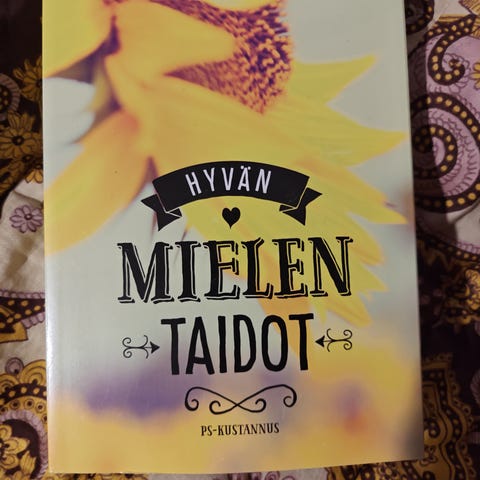 HYVÄN
MIELEN
TAIDOT
PS-KUSTANNUS